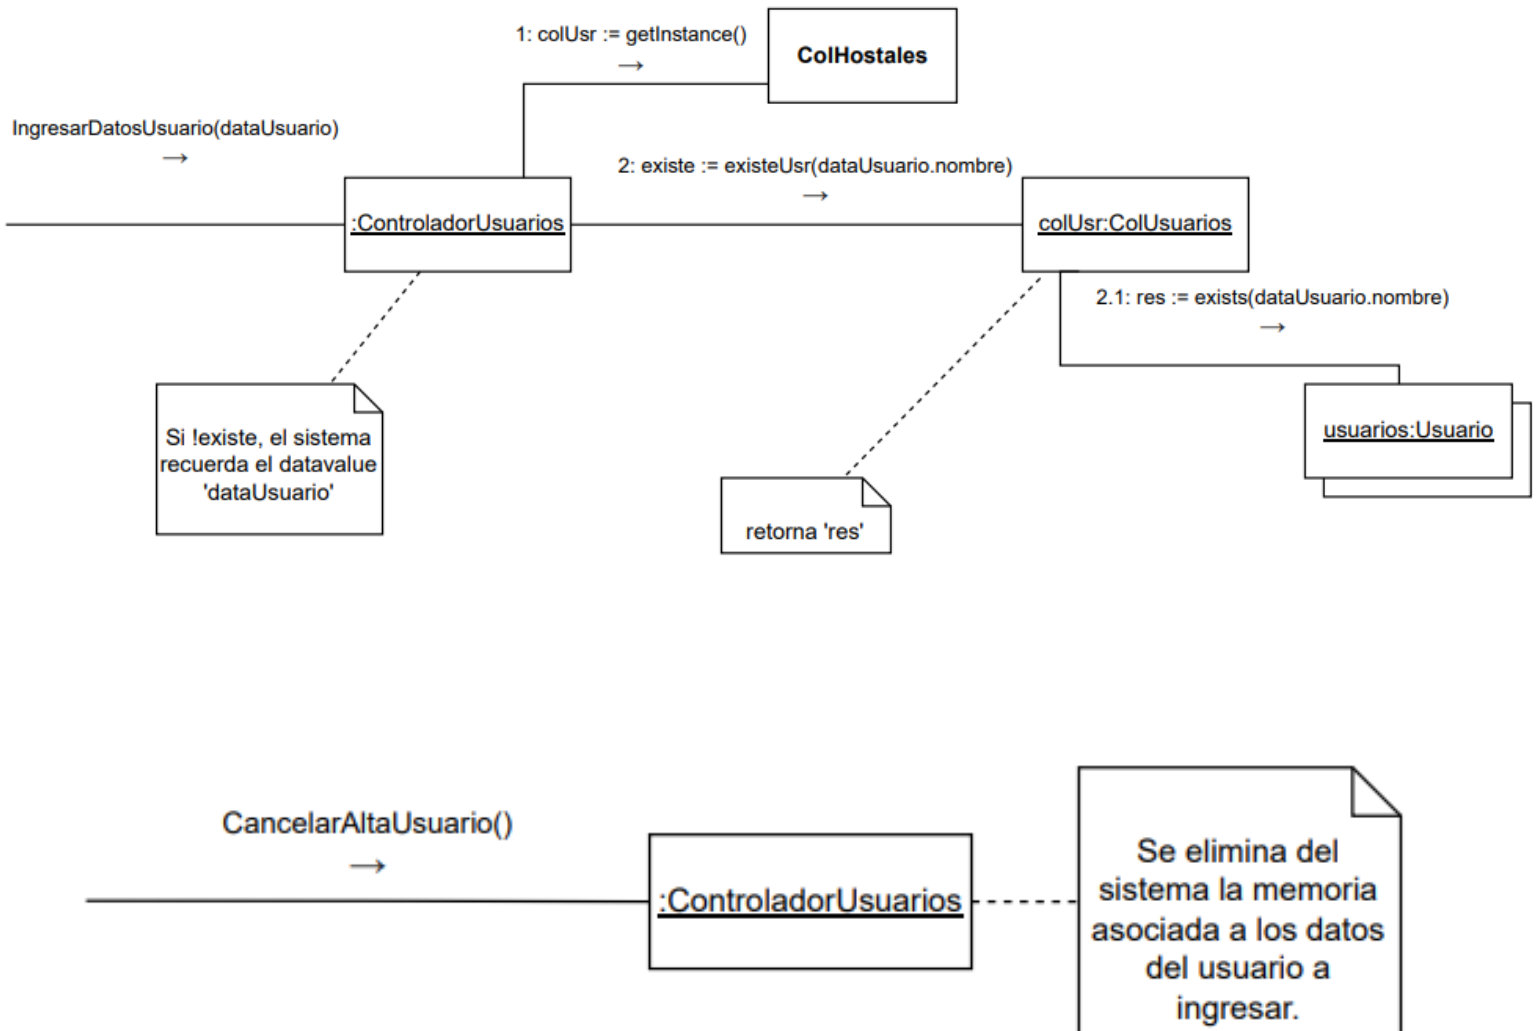 1: colUsr := getInstance()
→
ColHostales
IngresarDatosUsuario(dataUsuario)
→
2: existe := existeUsr(dataUsuario.nombre)
→
:ControladorUsuarios
colUsr:ColUsuarios
2.1: res := exists(dataUsuario.nombre)
→
usuarios:Usuario
Si !existe, el sistema
recuerda el datavalue
'dataUsuario'
retorna 'res'
CancelarAltaUsuario()
→
:ControladorUsuarios
Se elimina del
sistema la memoria
asociada a los datos
del usuario a
ingresar.